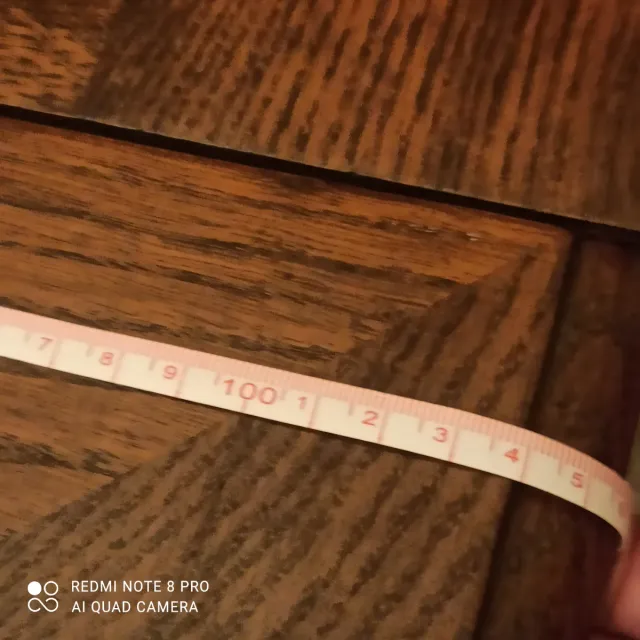 7 8 9 100 1 2 3 4 5
REDMI NOTE 8 PRO
AI QUAD CAMERA